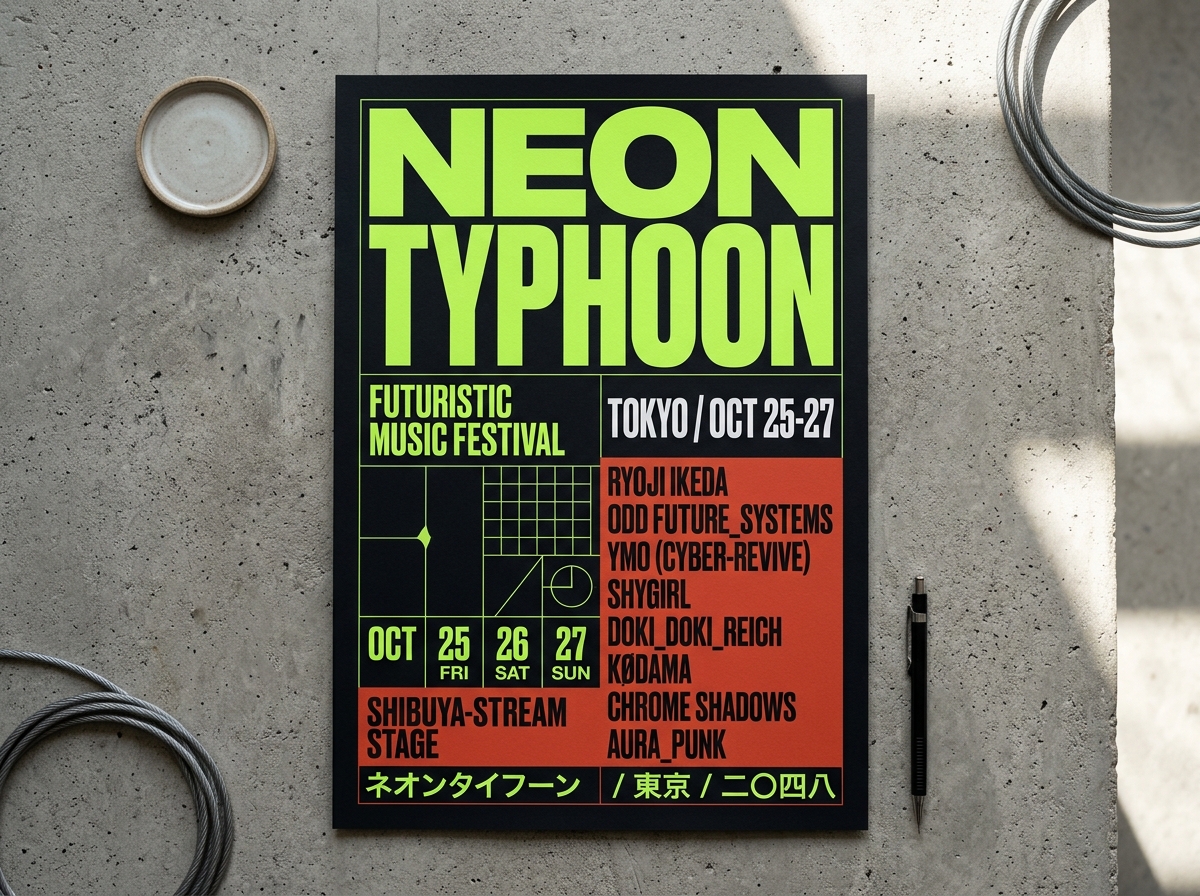 NEON
TYPHOON
FUTURISTIC
MUSIC FESTIVAL
TOKYO / OCT 25-27
RYOJI IKEDA
ODD FUTURE_SYSTEMS
YMO (CYBER-REVIVE)
SHYGIRL
DOKI_DOKI_REICH
KØDAMA
CHROME SHADOWS
AURA_PUNK
OCT 25 26 27
FRI SAT SUN
SHIBUYA-STREAM
STAGE
ネオンタイフーン / 東京 / 二〇四八